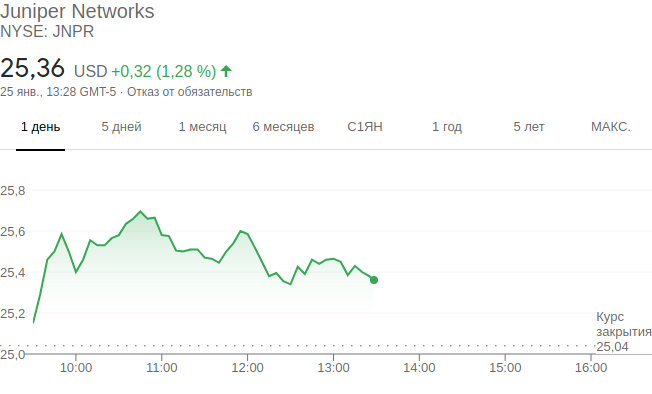 Juniper Networks
NYSE: JNPR
25,36 USD +0,32 (1,28 %)
25 янв., 13:28 GMT-5 · Отказ от обязательств
1 день 5 дней 1 месяц 6 месяцев С1ЯН 1 год 5 лет МАКС.
25,8
25,6
25,4
25,2
Курс
закрытия
25,04
25,0
10:00 11:00 12:00 13:00 14:00 15:00 16:00